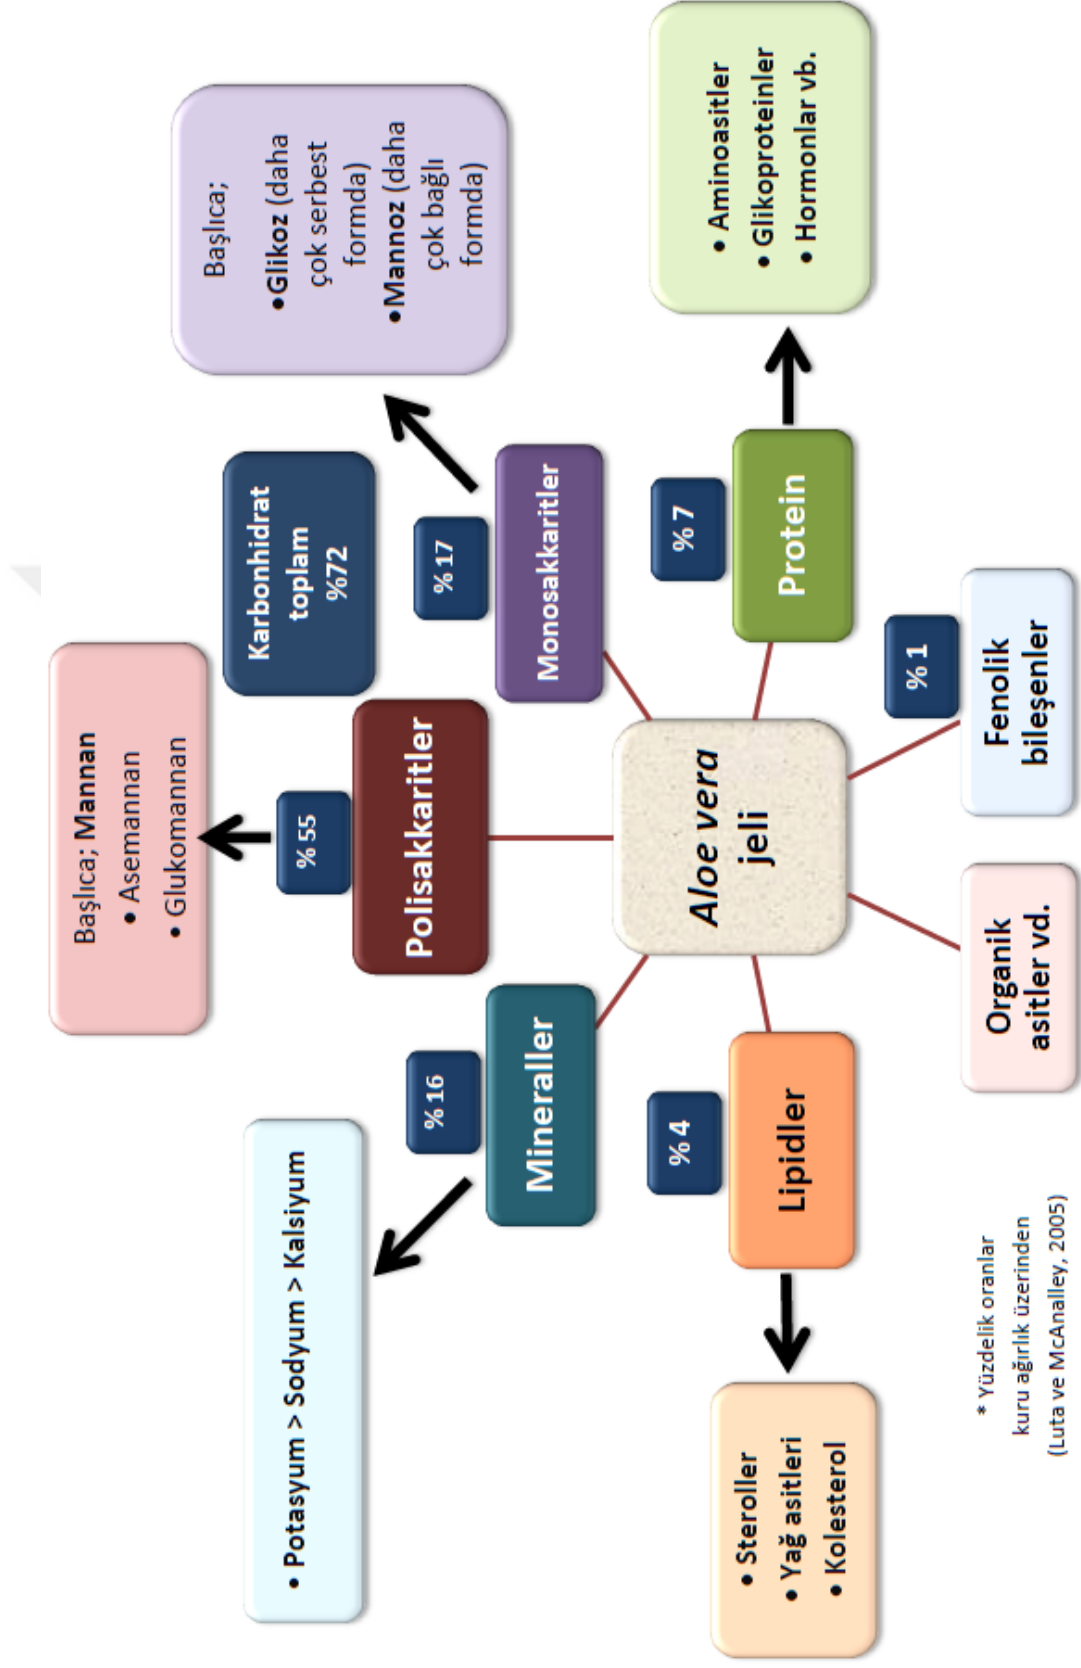 Başlıca; Mannan
• Asemannan
• Glukomannan
Başlıca;
•Glikoz (daha
çok serbest
formda)
•Mannoz (daha
çok bağlı
formda)
Karbonhidrat
toplam
%72
• Potasyum > Sodyum > Kalsiyum
% 55
% 16
% 17
Polisakkaritler
Mineraller
Monosakkaritler
Aloe vera
jeli
% 4
% 7
Lipidler
Protein
• Steroller
• Yağ asitleri
• Kolesterol
• Aminoasitler
• Glikoproteinler
• Hormonlar vb.
% 1
Organik
asitler vd.
Fenolik
bileşenler
* Yüzdelik oranlar
kuru ağırlık üzerinden
(Luta ve McAnalley, 2005)